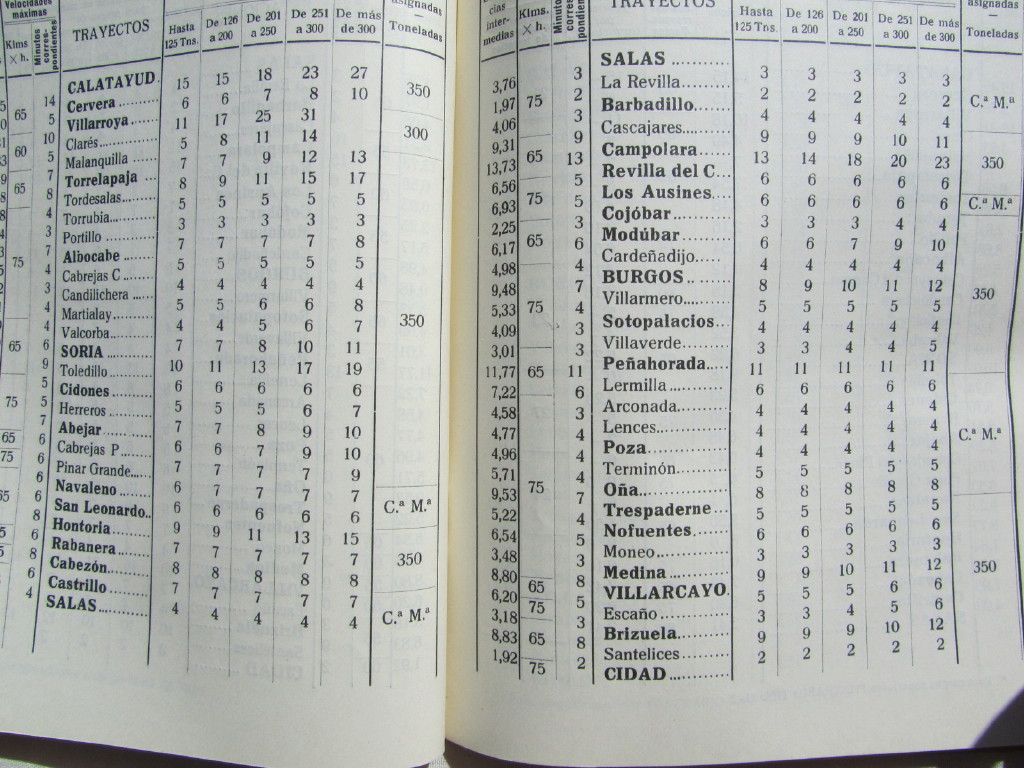 Velocidades máximas
Klms × h.
Minutos corres-pondientes
TRAYECTOS
Hasta 125 Tns.
De 126 a 200
De 201 a 250
De 251 a 300
De más de 300
asignadas — Toneladas
CALATAYUD.
14 15 15 18 23 27
65 Cervera 350
5 6 6 7 8 10
Villarroya
10 11 17 25 31
60 Clarés 300
5 5 8 11 14
Malanquilla
7 7 7 9 12 13
65 Torrelapaja
8 8 9 11 15 17
Tordesalas
4 5 5 5 5 5
Torrubia
3 3 3 3 3 3
Portillo
7 7 7 7 7 8
75 Albocabe
4 5 5 5 5 5
Cabrejas C
3 4 4 4 4 4
Candilichera
4 5 5 6 6 8
Martialay 350
4 4 4 5 6 7
Valcorba
65 6 7 7 8 10 11
SORIA
9 10 11 13 17 19
Toledillo
5 6 6 6 6 6
75 Cidones
5 5 5 5 6 7
Herreros
7 7 7 8 9 10
Abejar
65 6 6 6 7 9 10
Cabrejas P
75 6 7 7 7 7 9
Pinar Grande
6 6 7 7 7 7
Navaleno C.ª M.ª
65 6 6 6 6 6 6
San Leonardo
8 9 9 11 13 15
Hontoria 350
6 7 7 7 7 7
Rabanera
8 8 8 8 8 8
Cabezón
6 7 7 7 7 7
Castrillo C.ª M.ª
4 4 4 4 4 4
SALAS
cias inter-medias
Klms. × h.
Minutos corres-pondientes
TRAYECTOS
Hasta 125 Tns.
De 126 a 200
De 201 a 250
De 251 a 300
De más de 300
asignadas — Toneladas
SALAS
3,76 3 3 3 3 3 3
La Revilla
1,97 75 2 2 2 2 2 2 C.ª M.ª
Barbadillo
4,06 3 4 4 4 4 4
Cascajares
9,31 9 9 9 9 10 11
Campolara
13,73 65 13 13 14 18 20 23 350
Revilla del C
6,56 5 6 6 6 6 6
Los Ausines
6,93 75 5 6 6 6 6 6 C.ª M.ª
Cojóbar
2,25 3 3 3 3 4 4
Modúbar
6,17 65 6 6 6 7 9 10
Cardeñadijo
4,98 4 4 4 4 4 4
BURGOS
9,48 7 8 9 10 11 12 350
Villarmero
5,33 75 4 5 5 5 5 5
Sotopalacios
4,09 3 4 4 4 4 4
Villaverde
3,01 3 3 3 4 4 5
Peñahorada
11,77 65 11 11 11 11 11 11
Lermilla
7,22 6 6 6 6 6 6
Arconada
4,58 3 4 4 4 4 4
Lences
4,77 4 4 4 4 4 4 C.ª M.ª
Poza
4,96 4 4 4 4 4 4
Terminón
5,71 75 4 5 5 5 5 5
Oña
9,53 7 8 8 8 8 8
Trespaderne
5,22 4 5 5 5 5 5
Nofuentes
6,54 5 6 6 6 6 6
Moneo
3,48 3 3 3 3 3 3
Medina 350
8,80 65 8 9 9 10 11 12
VILLARCAYO
6,20 75 5 5 5 5 6 6
Escaño
3,18 3 3 3 4 5 6
Brizuela
8,83 65 8 9 9 9 10 12
Santelices
1,92 75 2 2 2 2 2 2
CIDAD